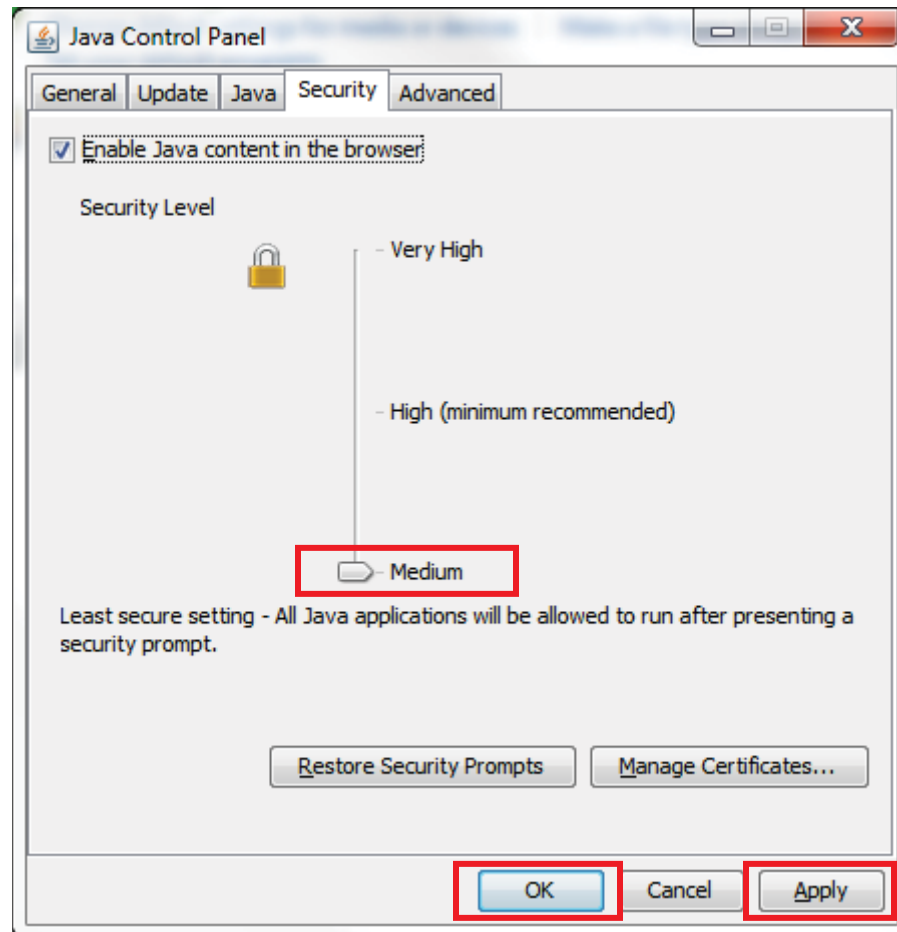 Java Control Panel
General Update Java Security Advanced
Enable Java content in the browser
Security Level
Very High
High (minimum recommended)
Medium
Least secure setting - All Java applications will be allowed to run after presenting a
security prompt.
Restore Security Prompts Manage Certificates...
OK Cancel Apply